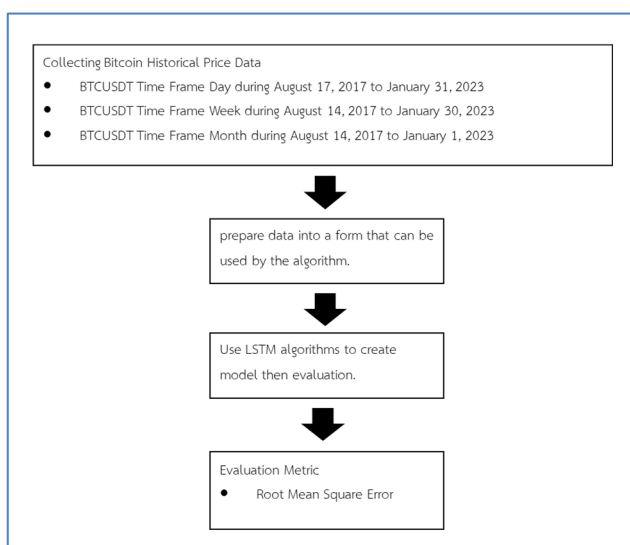 Collecting Bitcoin Historical Price Data
● BTCUSDT Time Frame Day during August 17, 2017 to January 31, 2023
● BTCUSDT Time Frame Week during August 14, 2017 to January 30, 2023
● BTCUSDT Time Frame Month during August 14, 2017 to January 1, 2023
prepare data into a form that can be
used by the algorithm.
Use LSTM algorithms to create
model then evaluation.
Evaluation Metric
● Root Mean Square Error